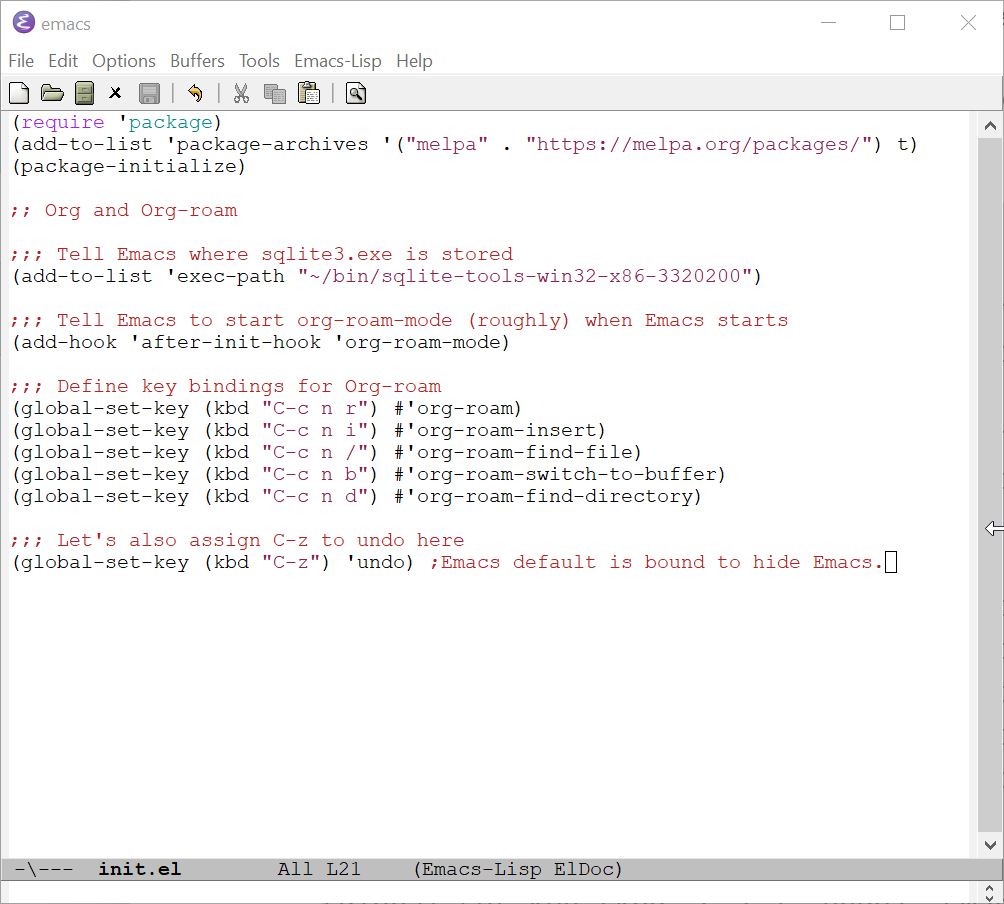 emacs
File Edit Options Buffers Tools Emacs-Lisp Help
(require 'package)
(add-to-list 'package-archives '("melpa" . "https://melpa.org/packages/") t)
(package-initialize)
;; Org and Org-roam
;;; Tell Emacs where sqlite3.exe is stored
(add-to-list 'exec-path "~/bin/sqlite-tools-win32-x86-3320200")
;;; Tell Emacs to start org-roam-mode (roughly) when Emacs starts
(add-hook 'after-init-hook 'org-roam-mode)
;;; Define key bindings for Org-roam
(global-set-key (kbd "C-c n r") #'org-roam)
(global-set-key (kbd "C-c n i") #'org-roam-insert)
(global-set-key (kbd "C-c n /") #'org-roam-find-file)
(global-set-key (kbd "C-c n b") #'org-roam-switch-to-buffer)
(global-set-key (kbd "C-c n d") #'org-roam-find-directory)
;;; Let's also assign C-z to undo here
(global-set-key (kbd "C-z") 'undo) ;Emacs default is bound to hide Emacs.
-\--- init.el All L21 (Emacs-Lisp ElDoc)